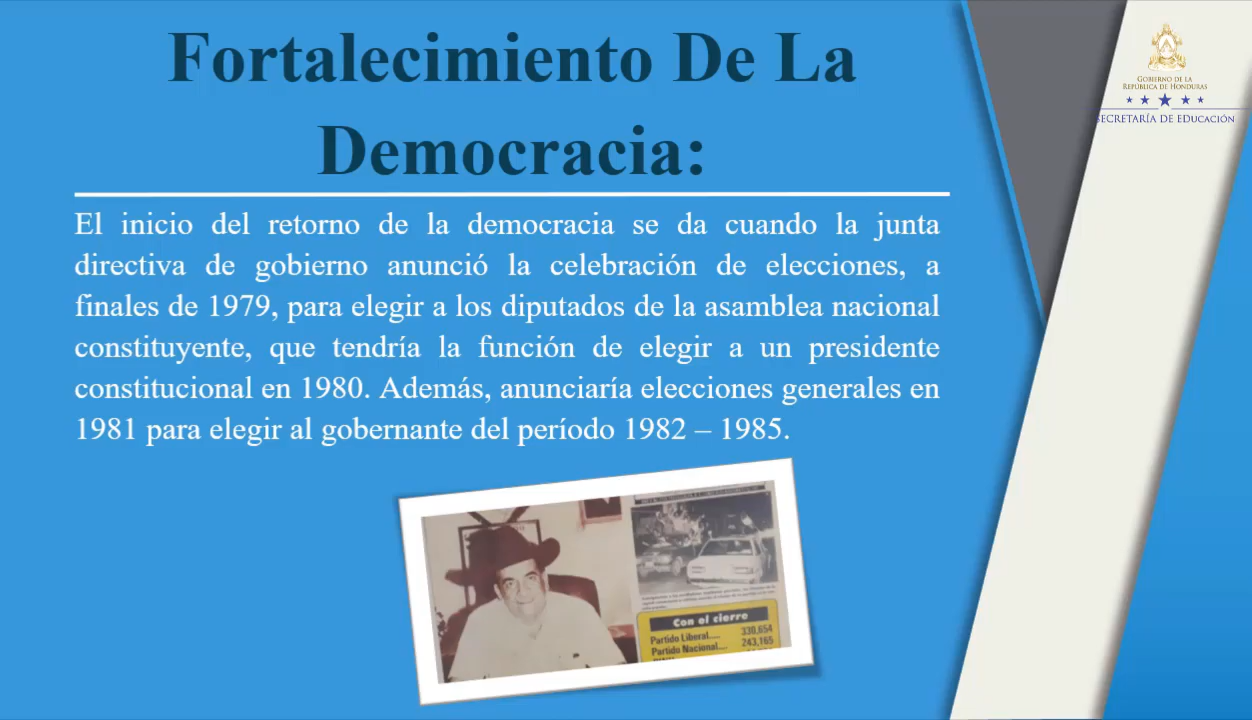 Fortalecimiento De La
Democracia:
GOBIERNO DE LA
REPÚBLICA DE HONDURAS
SECRETARÍA DE EDUCACIÓN
El inicio del retorno de la democracia se da cuando la junta
directiva de gobierno anunció la celebración de elecciones, a
finales de 1979, para elegir a los diputados de la asamblea nacional
constituyente, que tendría la función de elegir a un presidente
constitucional en 1980. Además, anunciaría elecciones generales en
1981 para elegir al gobernante del período 1982 – 1985.
Con el cierre
Partido Liberal.... 330,654
Partido Nacional.... 243,165